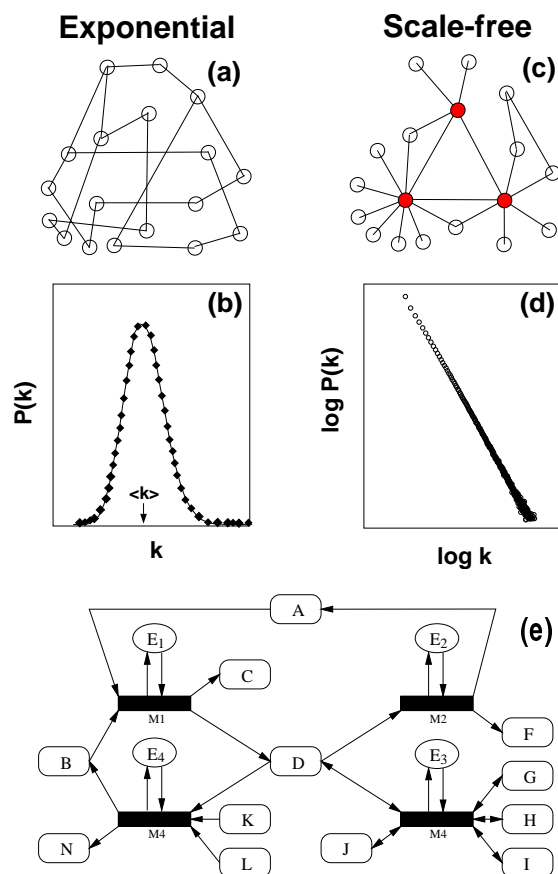 Exponential
Scale-free
(a)
(c)
(b)
P(k)
<k>
k
(d)
log P(k)
log k
(e)
A
E1
E2
C
M1
M2
F
B
E4
D
E3
G
K
H
N
M4
J
M4
L
I